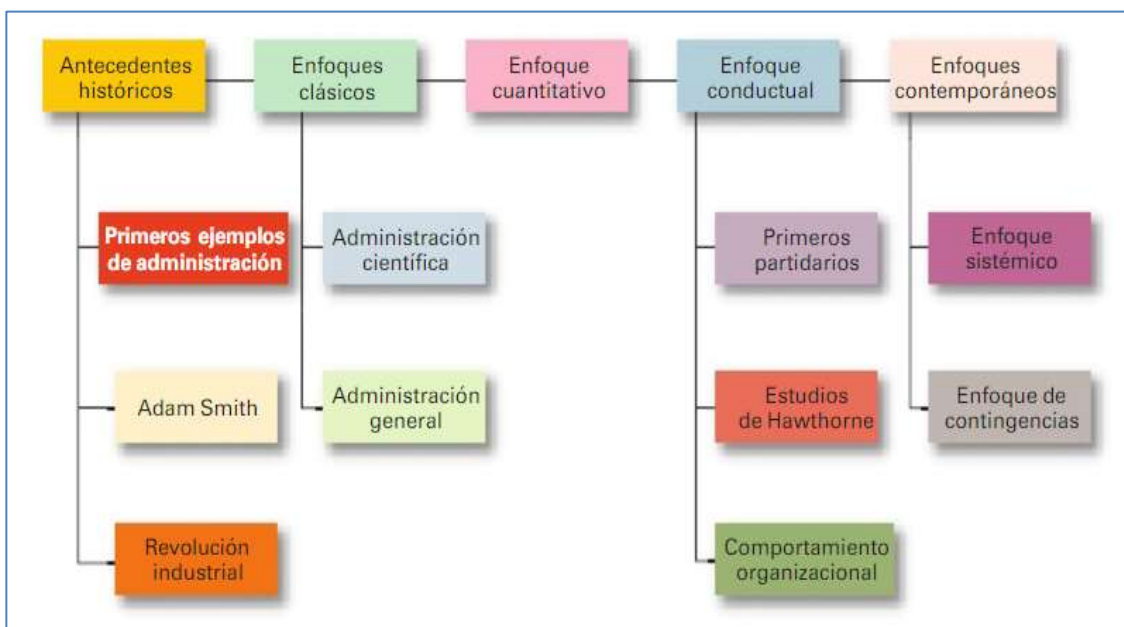 Antecedentes
históricos
Enfoques
clásicos
Enfoque
cuantitativo
Enfoque
conductual
Enfoques
contemporáneos
Primeros ejemplos
de administración
Administración
científica
Primeros
partidarios
Enfoque
sistémico
Adam Smith
Administración
general
Estudios
de Hawthorne
Enfoque de
contingencias
Revolución
industrial
Comportamiento
organizacional